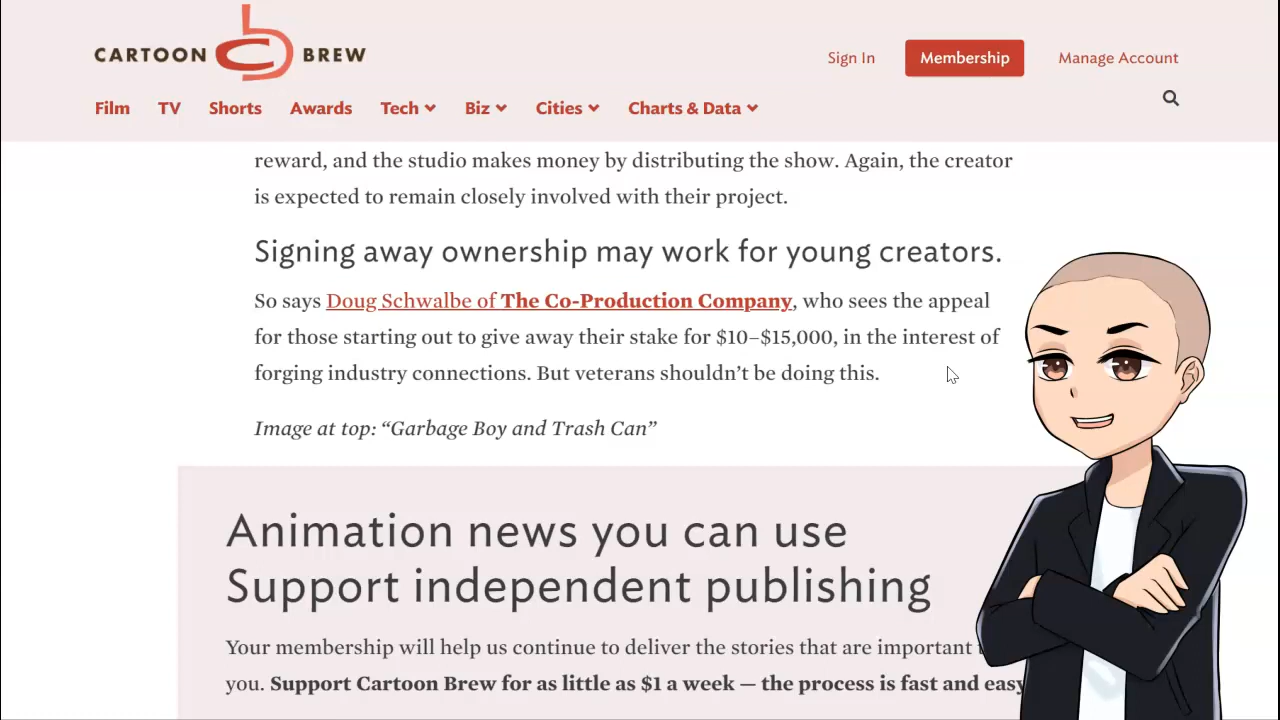 CARTOON BREW
Sign In
Membership
Manage Account
Film
TV
Shorts
Awards
Tech
Biz
Cities
Charts & Data
reward, and the studio makes money by distributing the show. Again, the creator
is expected to remain closely involved with their project.
Signing away ownership may work for young creators.
So says Doug Schwalbe of The Co-Production Company, who sees the appeal
for those starting out to give away their stake for $10–$15,000, in the interest of
forging industry connections. But veterans shouldn’t be doing this.
Image at top: “Garbage Boy and Trash Can”
Animation news you can use
Support independent publishing
Your membership will help us continue to deliver the stories that are important
you. Support Cartoon Brew for as little as $1 a week — the process is fast and easy